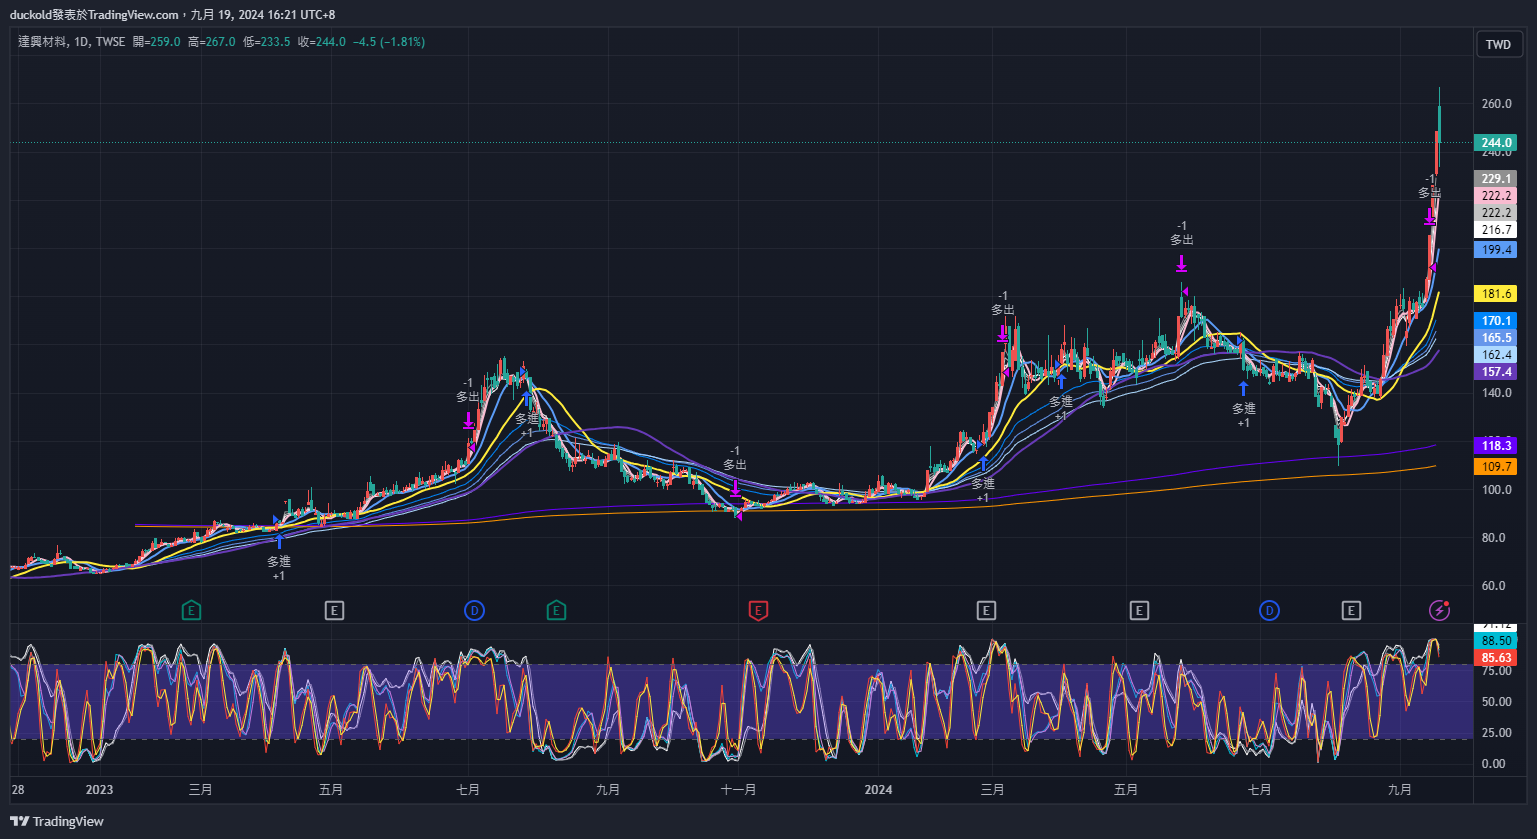 duckold發表於TradingView.com，九月 19, 2024 16:21 UTC+8
達興材料, 1D, TWSE 開=259.0 高=267.0 低=233.5 收=244.0 −4.5 (−1.81%)
TWD
260.0
244.0
240.0
229.1
222.2
222.2
216.7
199.4
181.6
170.1
165.5
162.4
157.4
140.0
118.3
109.7
100.0
80.0
60.0
-1
多出
-1
多出
-1
多出
-1
多出
-1
多出
多進
+1
多進
+1
多進
+1
多進
+1
多進
+1
E
E
D
E
E
E
E
D
E
91.12
88.50
85.63
75.00
50.00
25.00
0.00
28
2023
三月
五月
七月
九月
十一月
2024
三月
五月
七月
九月
TradingView